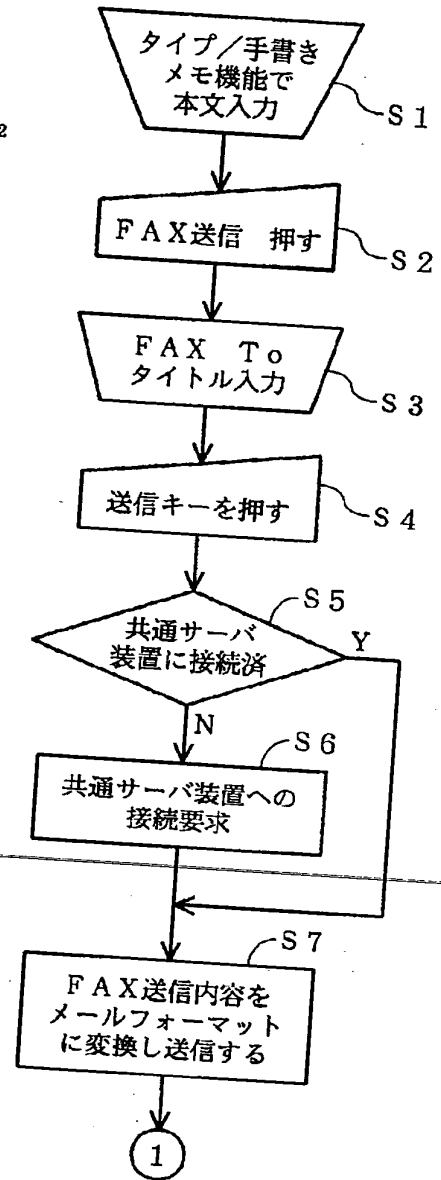 タイプ/手書き
メモ機能で
本文入力
S1
2
FAX送信 押す
S2
FAX To
タイトル入力
S3
送信キーを押す
S4
S5
共通サーバ
装置に接続済
Y
N
S6
共通サーバ装置への
接続要求
S7
FAX送信内容を
メールフォーマット
に変換し送信する
1